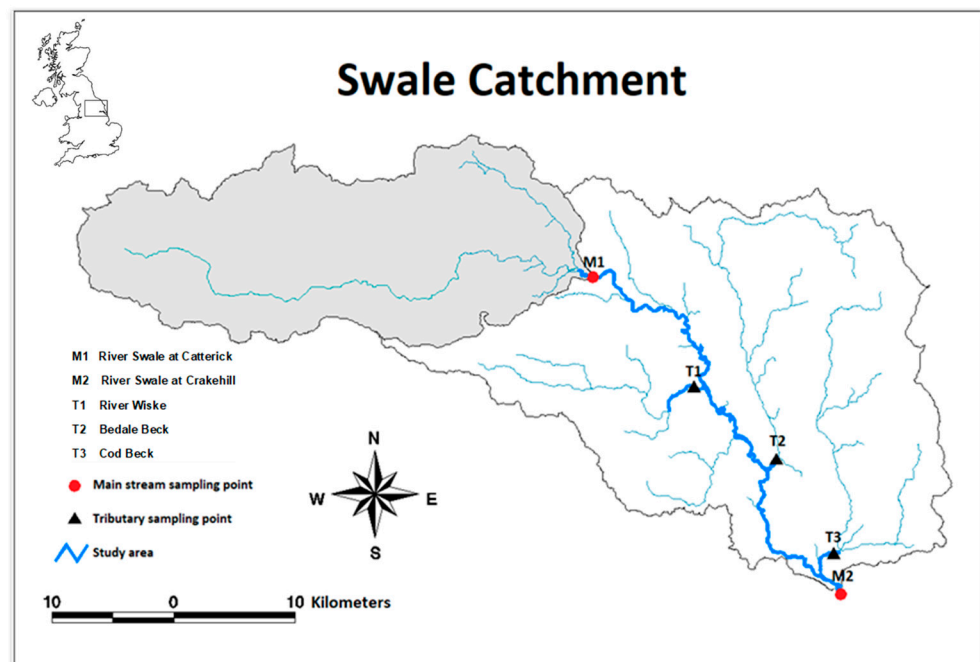 Swale Catchment
M1
T1
T2
T3
M2
M1 River Swale at Catterick
M2 River Swale at Crakehill
T1 River Wiske
T2 Bedale Beck
T3 Cod Beck
Main stream sampling point
Tributary sampling point
Study area
N
W E
S
10 0 10 Kilometers